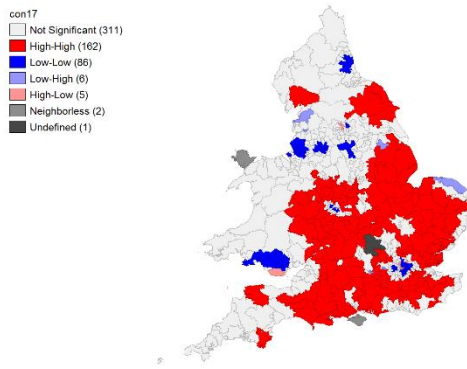 con17
Not Significant (311)
High-High (162)
Low-Low (86)
Low-High (6)
High-Low (5)
Neighborless (2)
Undefined (1)